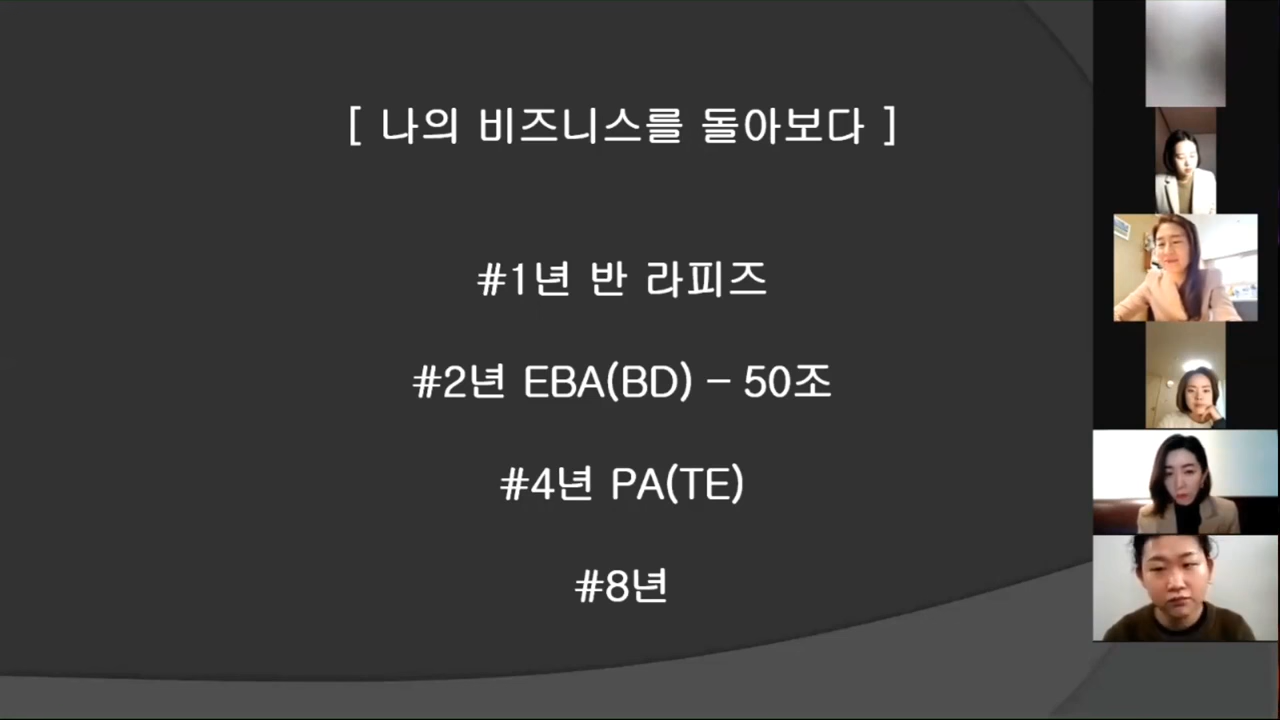 [ 나의 비즈니스를 돌아보다 ]
#1년 반 라피즈
#2년 EBA(BD) – 50조
#4년 PA(TE)
#8년